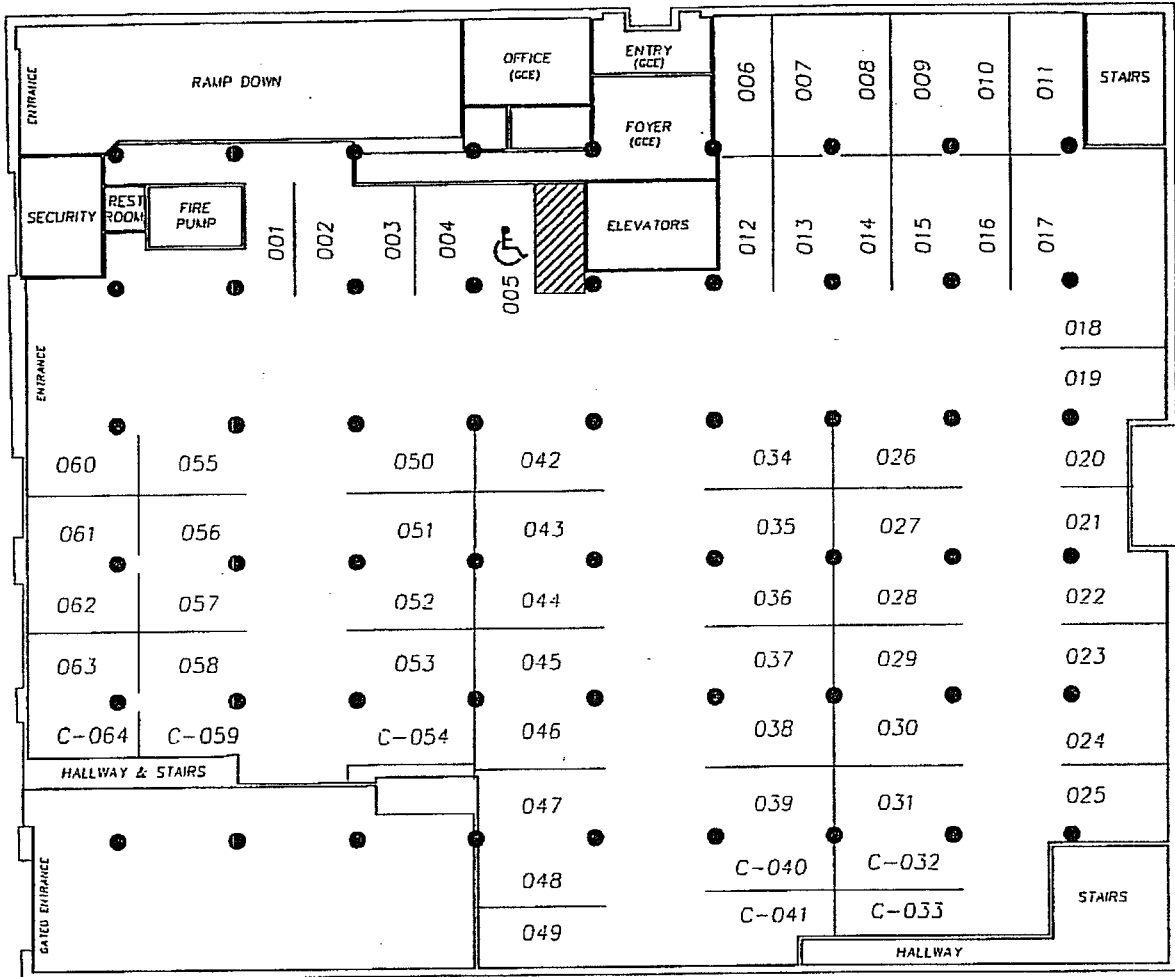 ENTRANCE
RAMP DOWN
OFFICE
(GCE)
ENTRY
(GCE)
FOYER
(GCE)
006
007
008
009
010
011
STAIRS
SECURITY
REST
ROOM
FIRE
PUMP
001
002
003
004
005
ELEVATORS
012
013
014
015
016
017
018
019
ENTRANCE
060
055
050
042
034
026
020
061
056
051
043
035
027
021
062
057
052
044
036
028
022
063
058
053
045
037
029
023
C-064
C-059
C-054
046
038
030
024
HALLWAY & STAIRS
047
039
031
025
GATED ENTRANCE
048
C-040
C-032
049
C-041
C-033
STAIRS
HALLWAY